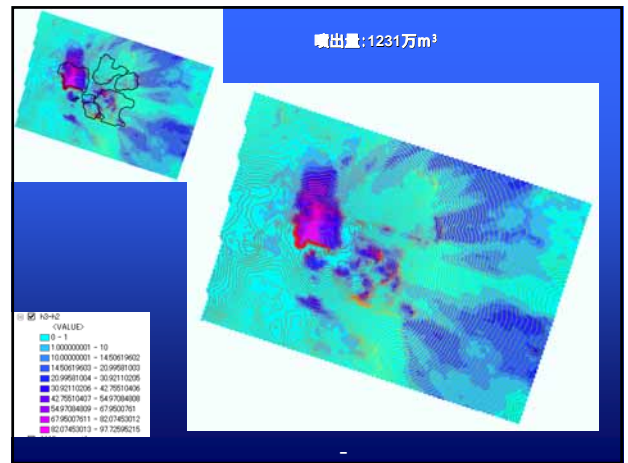 噴出量:1231万m³
h3-h2
<VALUE>
0 - 1
1.000000001 - 10
10.00000001 - 14.50619602
14.50619603 - 20.99581003
20.99581004 - 30.92110205
30.92110206 - 42.75510406
42.75510407 - 54.97084808
54.97084809 - 67.9500761
67.95007611 - 82.07453012
82.07453013 - 97.72595215